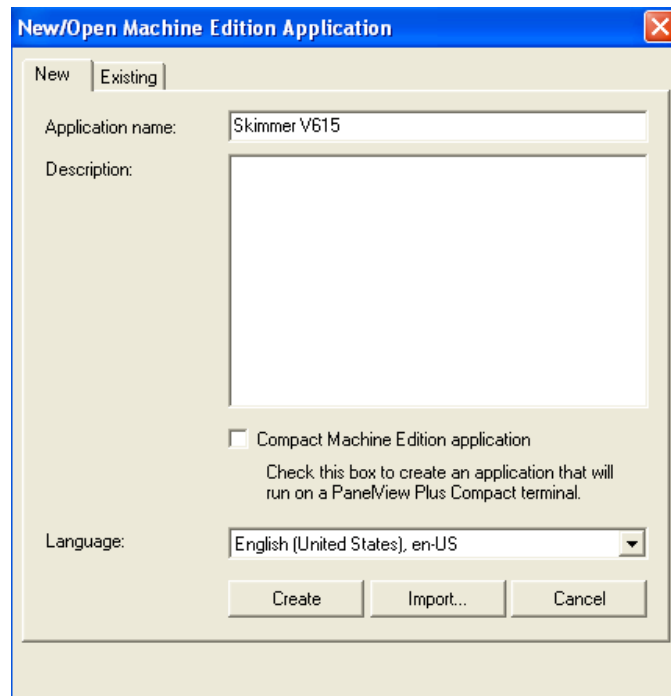 New/Open Machine Edition Application
New
Existing
Application name:
Skimmer V615
Description:
Compact Machine Edition application
Check this box to create an application that will
run on a PanelView Plus Compact terminal.
Language:
English (United States), en-US
Create
Import...
Cancel